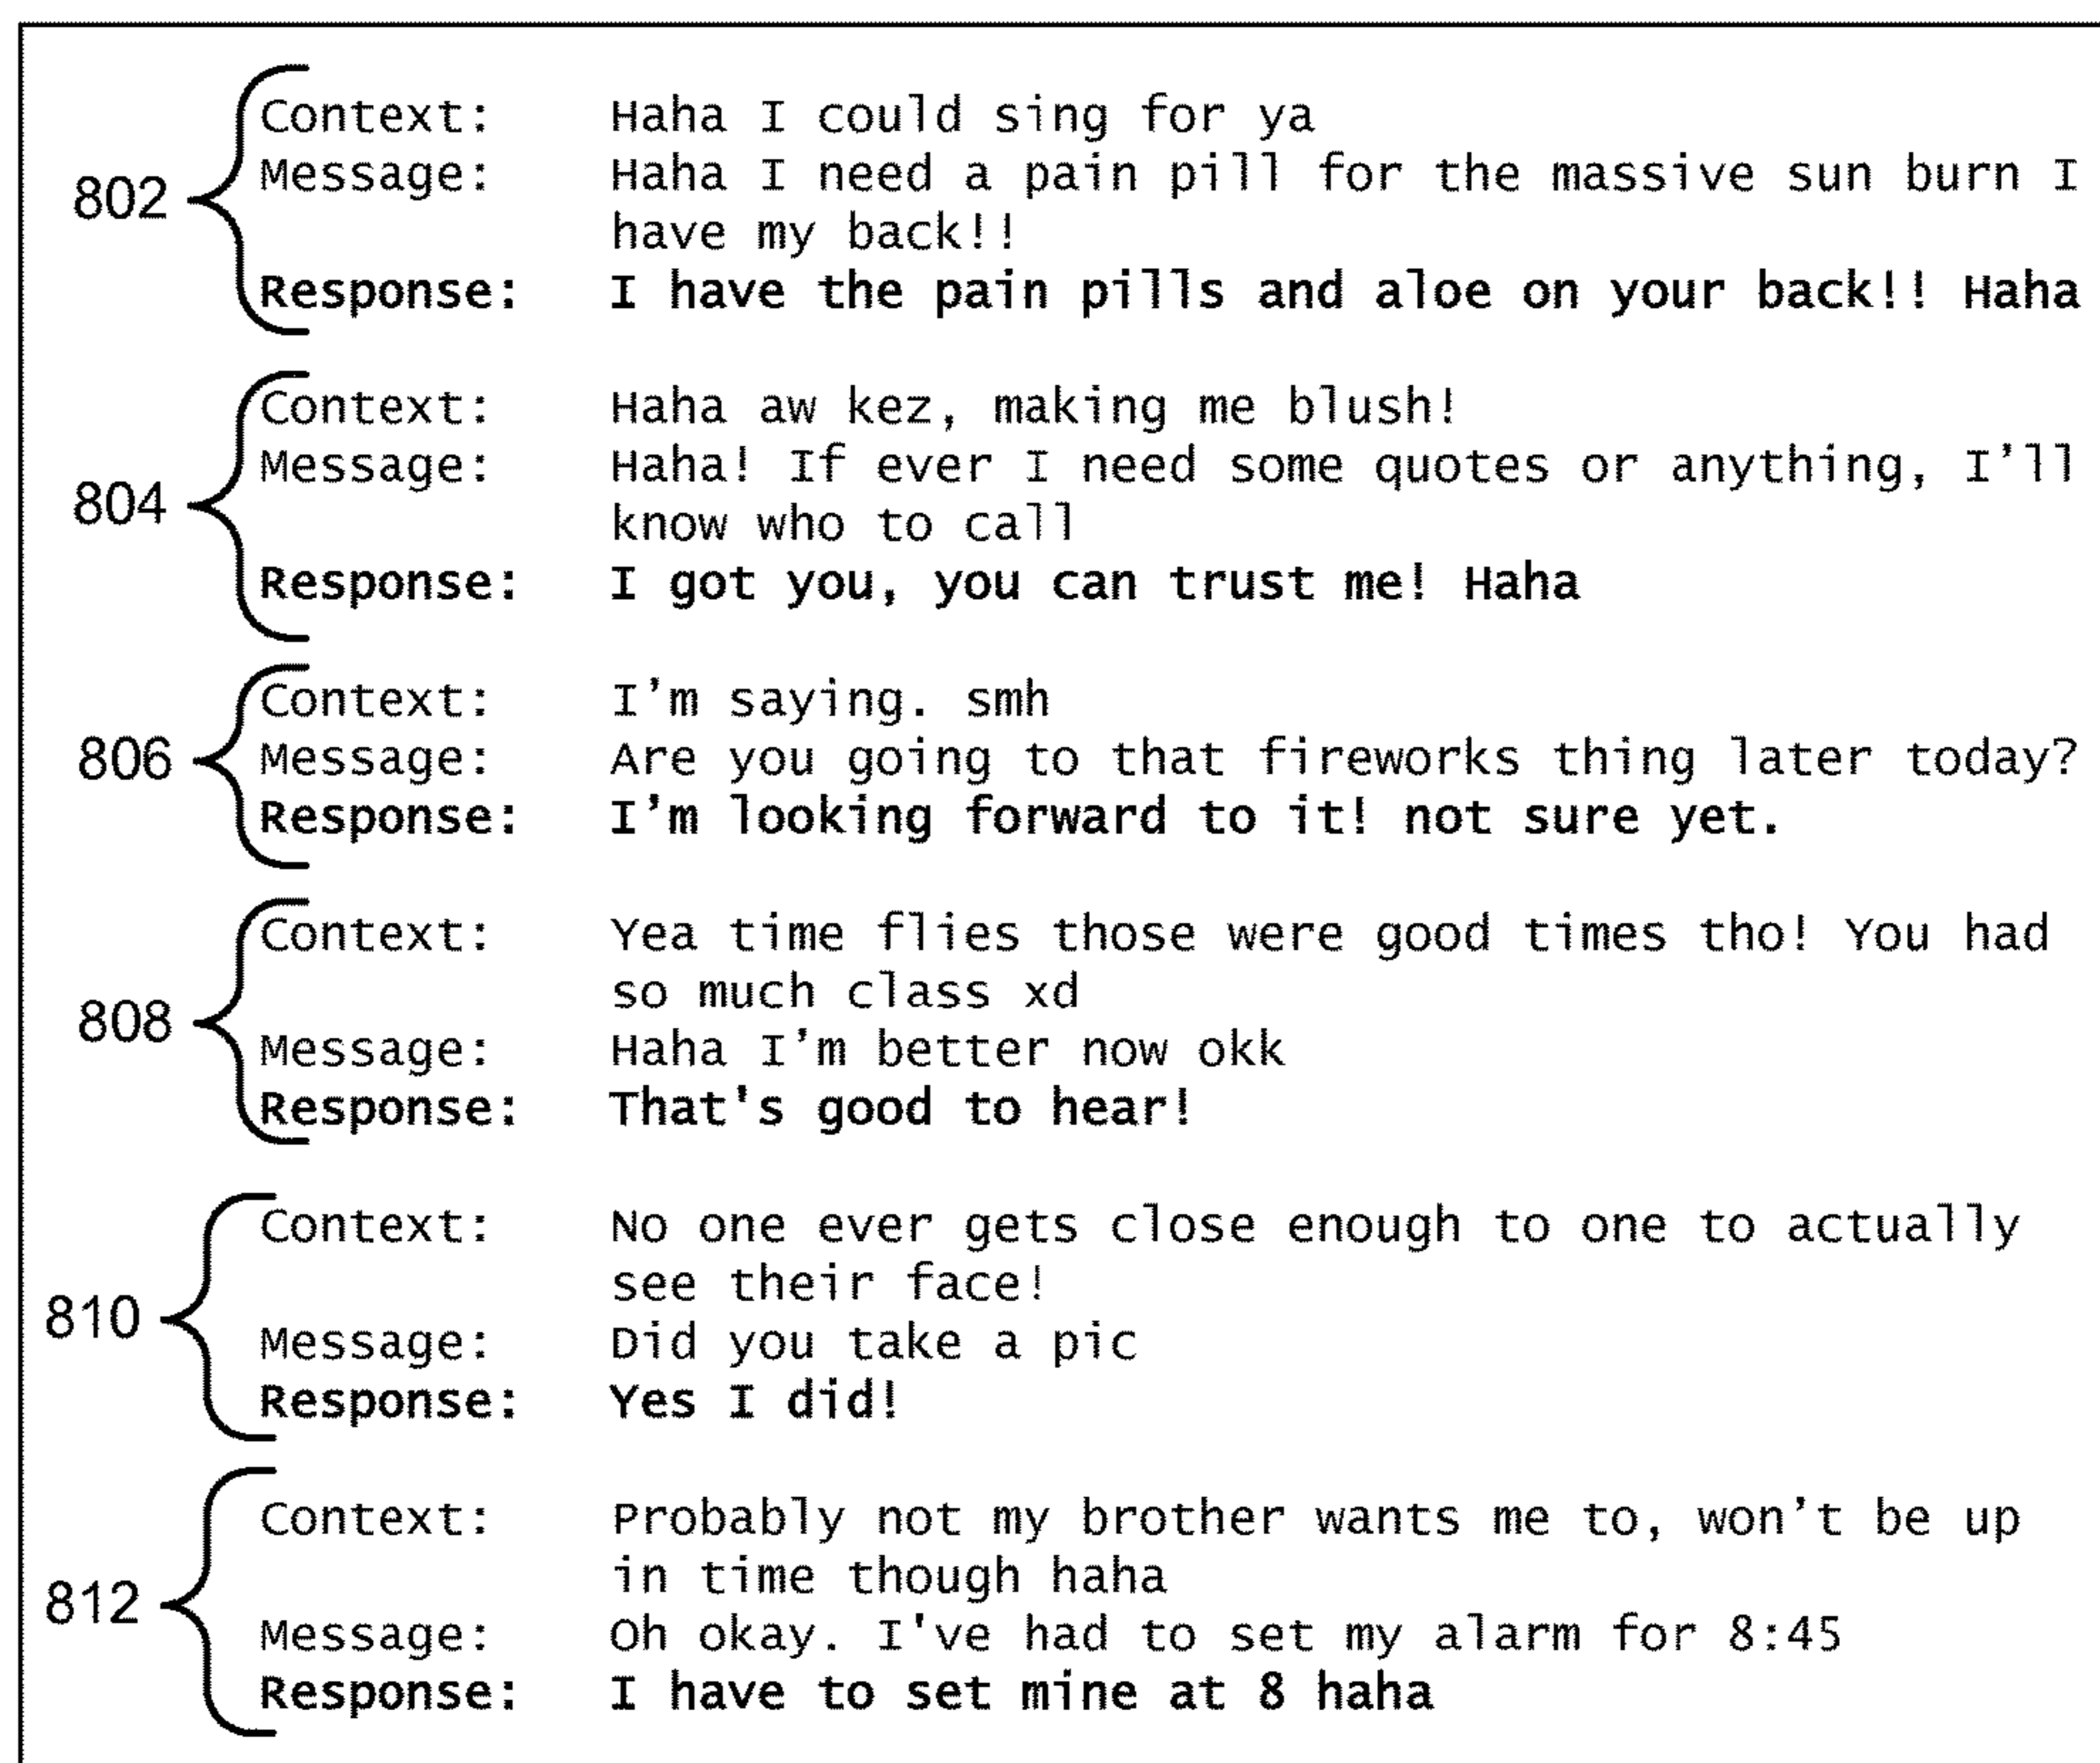 Context: Haha I could sing for ya
802 Message: Haha I need a pain pill for the massive sun burn I
have my back!!
Response: I have the pain pills and aloe on your back!! Haha
Context: Haha aw kez, making me blush!
Message: Haha! If ever I need some quotes or anything, I’ll
804 know who to call
Response: I got you, you can trust me! Haha
Context: I’m saying. smh
806 Message: Are you going to that fireworks thing later today?
Response: I’m looking forward to it! not sure yet.
Context: Yea time flies those were good times tho! You had
so much class xd
808 Message: Haha I’m better now okk
Response: That's good to hear!
Context: No one ever gets close enough to one to actually
see their face!
810 Message: Did you take a pic
Response: Yes I did!
Context: Probably not my brother wants me to, won’t be up
in time though haha
812 Message: Oh okay. I've had to set my alarm for 8:45
Response: I have to set mine at 8 haha